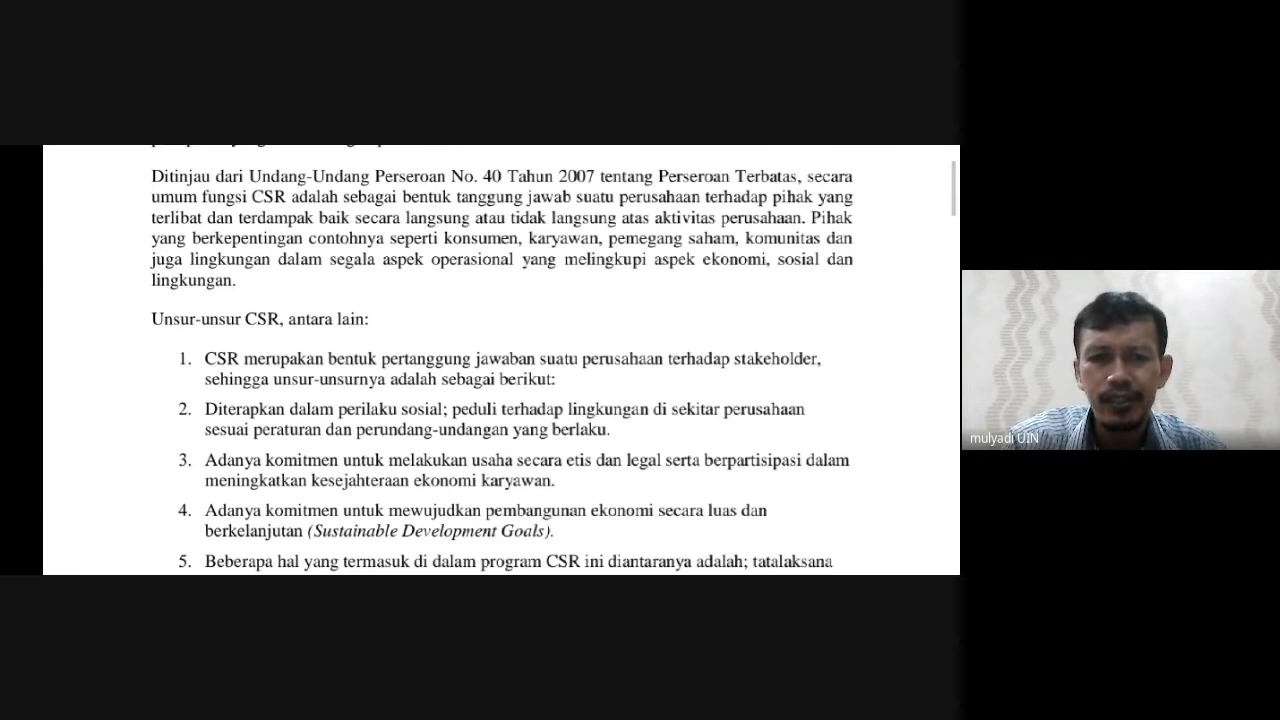 Ditinjau dari Undang-Undang Perseroan No. 40 Tahun 2007 tentang Perseroan Terbatas, secara
umum fungsi CSR adalah sebagai bentuk tanggung jawab suatu perusahaan terhadap pihak yang
terlibat dan terdampak baik secara langsung atau tidak langsung atas aktivitas perusahaan. Pihak
yang berkepentingan contohnya seperti konsumen, karyawan, pemegang saham, komunitas dan
juga lingkungan dalam segala aspek operasional yang melingkupi aspek ekonomi, sosial dan
lingkungan.
Unsur-unsur CSR, antara lain:
1. CSR merupakan bentuk pertanggung jawaban suatu perusahaan terhadap stakeholder,
sehingga unsur-unsurnya adalah sebagai berikut:
2. Diterapkan dalam perilaku sosial; peduli terhadap lingkungan di sekitar perusahaan
sesuai peraturan dan perundang-undangan yang berlaku.
3. Adanya komitmen untuk melakukan usaha secara etis dan legal serta berpartisipasi dalam
meningkatkan kesejahteraan ekonomi karyawan.
4. Adanya komitmen untuk mewujudkan pembangunan ekonomi secara luas dan
berkelanjutan (Sustainable Development Goals).
5. Beberapa hal yang termasuk di dalam program CSR ini diantaranya adalah; tatalaksana
mulyadi UIN